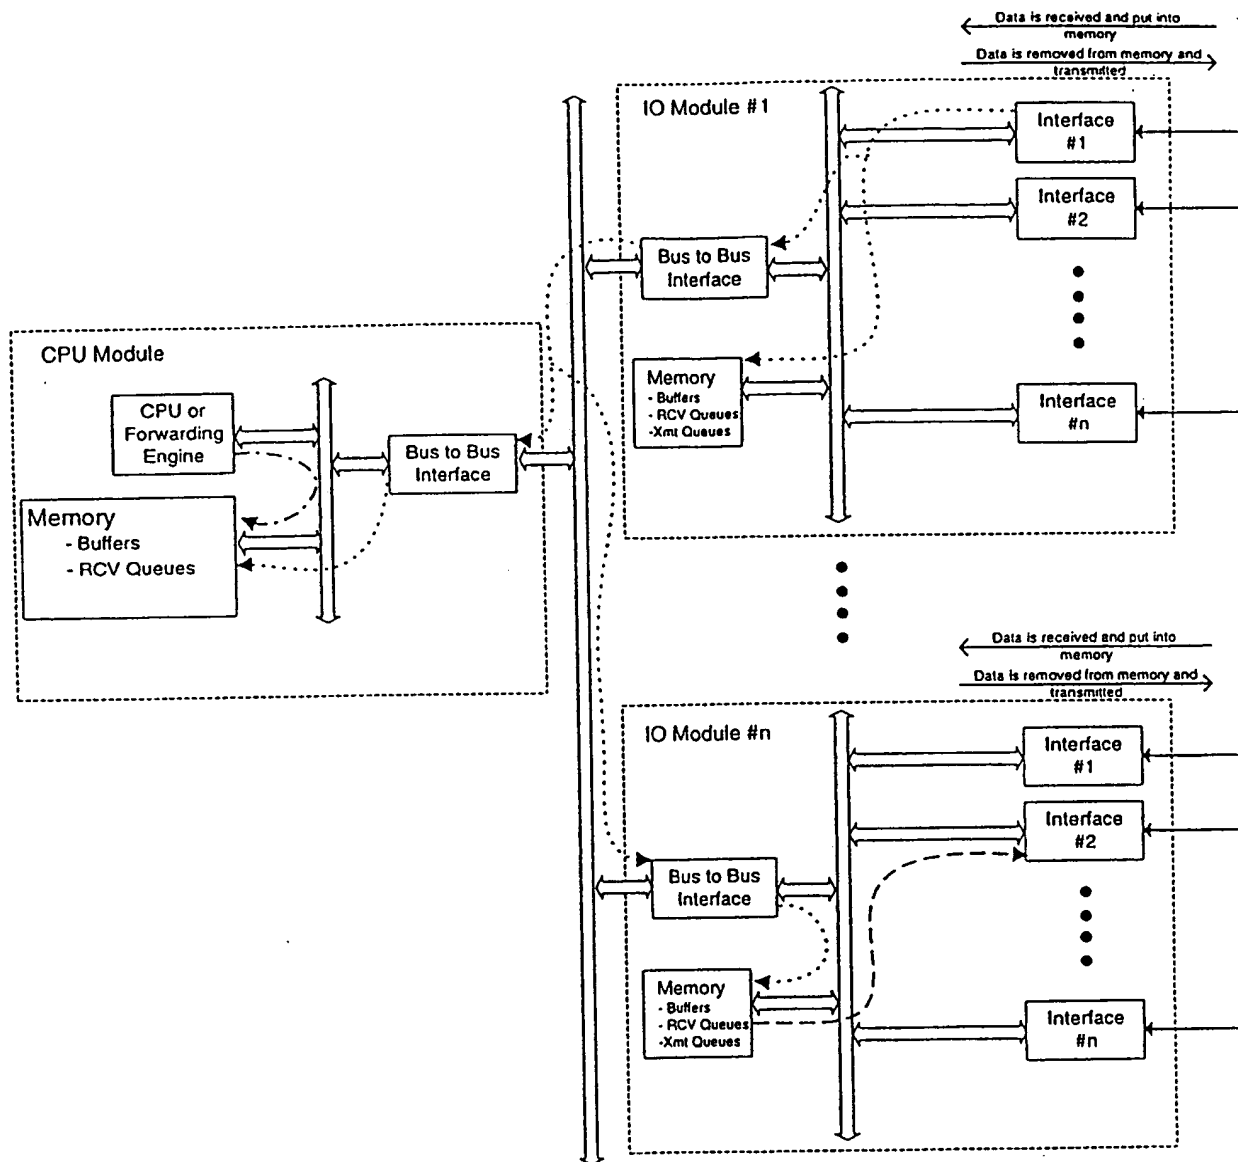 Data is received and put into
memory
Data is removed from memory and
transmitted
IO Module #1
Interface
#1
Interface
#2
Bus to Bus
Interface
Memory
- Buffers
- RCV Queues
-Xmt Queues
Interface
#n
CPU Module
CPU or
Forwarding
Engine
Bus to Bus
Interface
Memory
- Buffers
- RCV Queues
Data is received and put into
memory
Data is removed from memory and
transmitted
IO Module #n
Interface
#1
Interface
#2
Bus to Bus
Interface
Memory
- Buffers
- RCV Queues
-Xmt Queues
Interface
#n